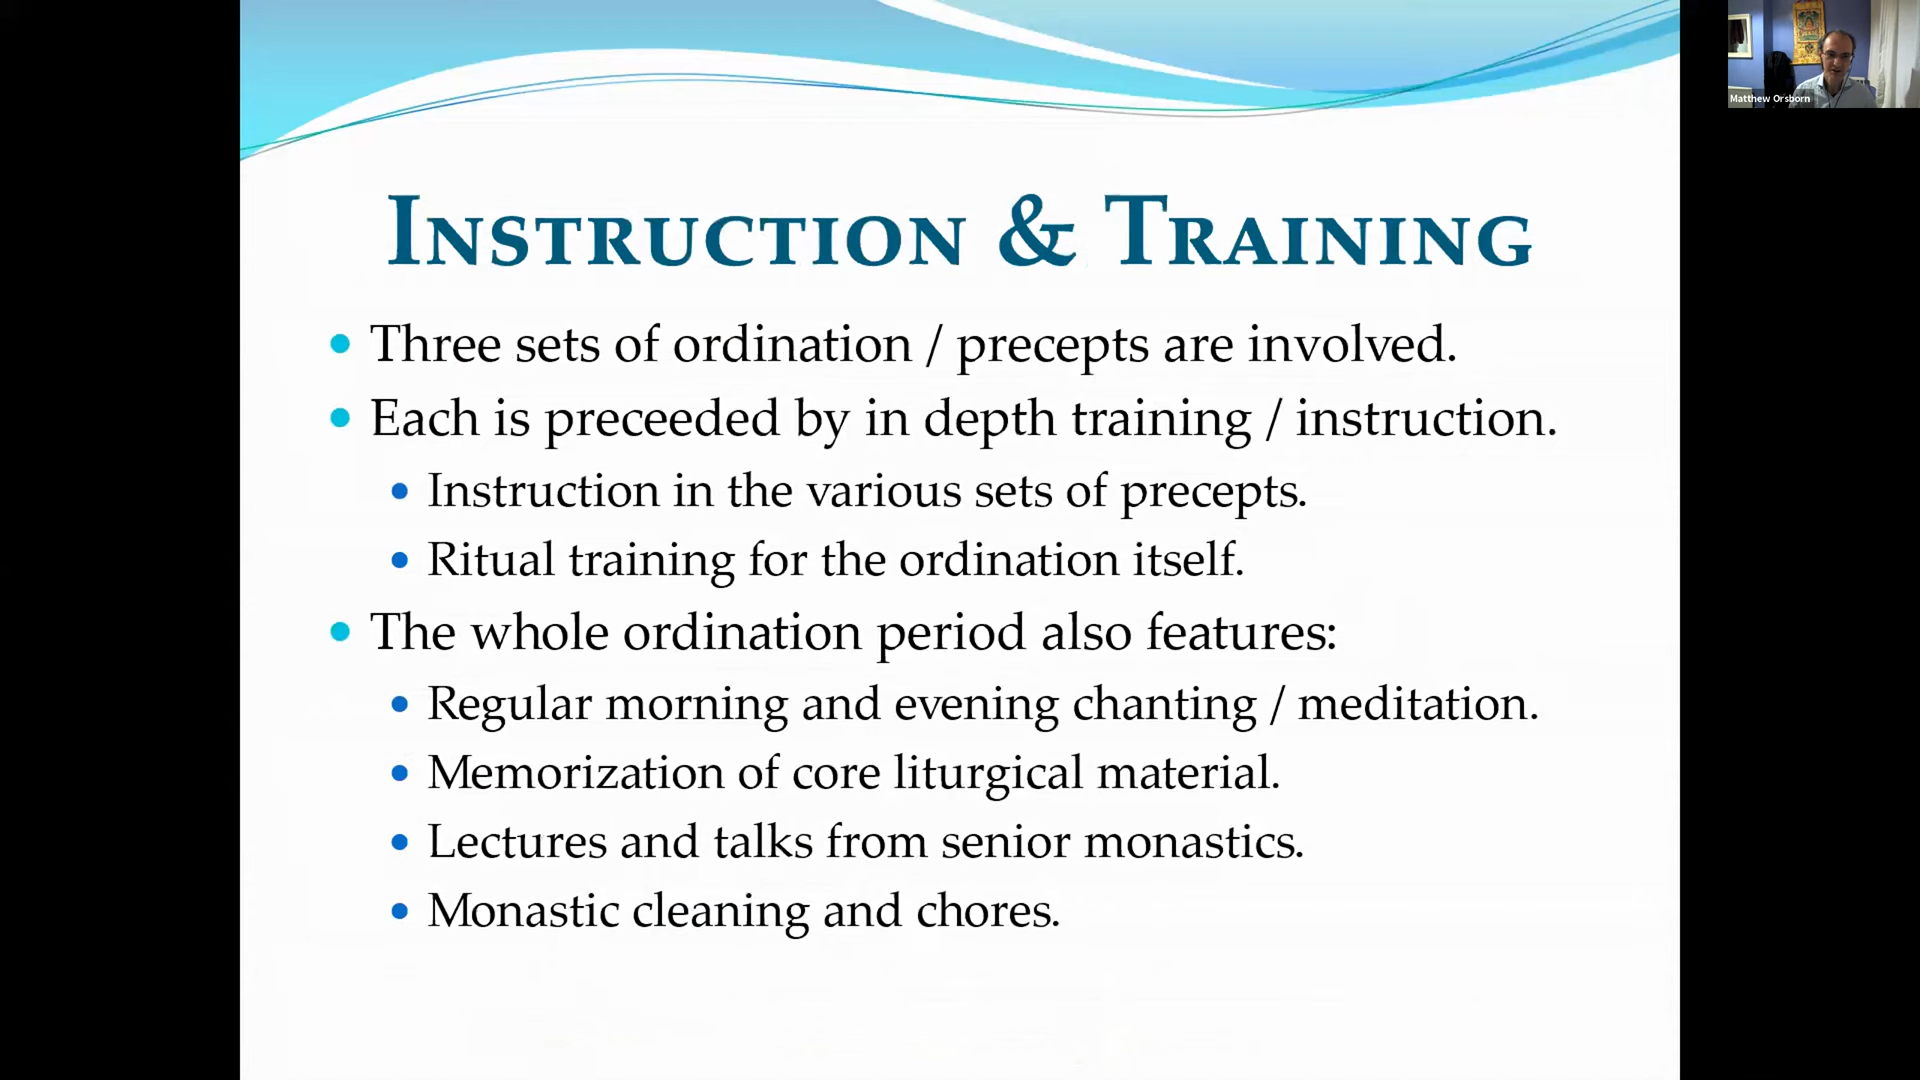 Matthew Orsborn
INSTRUCTION & TRAINING
• Three sets of ordination / precepts are involved.
• Each is preceeded by in depth training / instruction.
• Instruction in the various sets of precepts.
• Ritual training for the ordination itself.
• The whole ordination period also features:
• Regular morning and evening chanting / meditation.
• Memorization of core liturgical material.
• Lectures and talks from senior monastics.
• Monastic cleaning and chores.